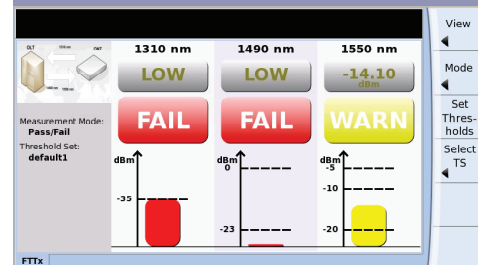 View
Mode
Set
Thres-
holds
Select
TS
OLT
ONT
1310 nm
1490 nm
1550 nm
LOW
LOW
-14.10
dBm
FAIL
FAIL
WARN
Measurement Mode:
Pass/Fail
Threshold Set:
default1
dBm
-35
dBm
0
-23
dBm
-5
-10
-20
FTTx